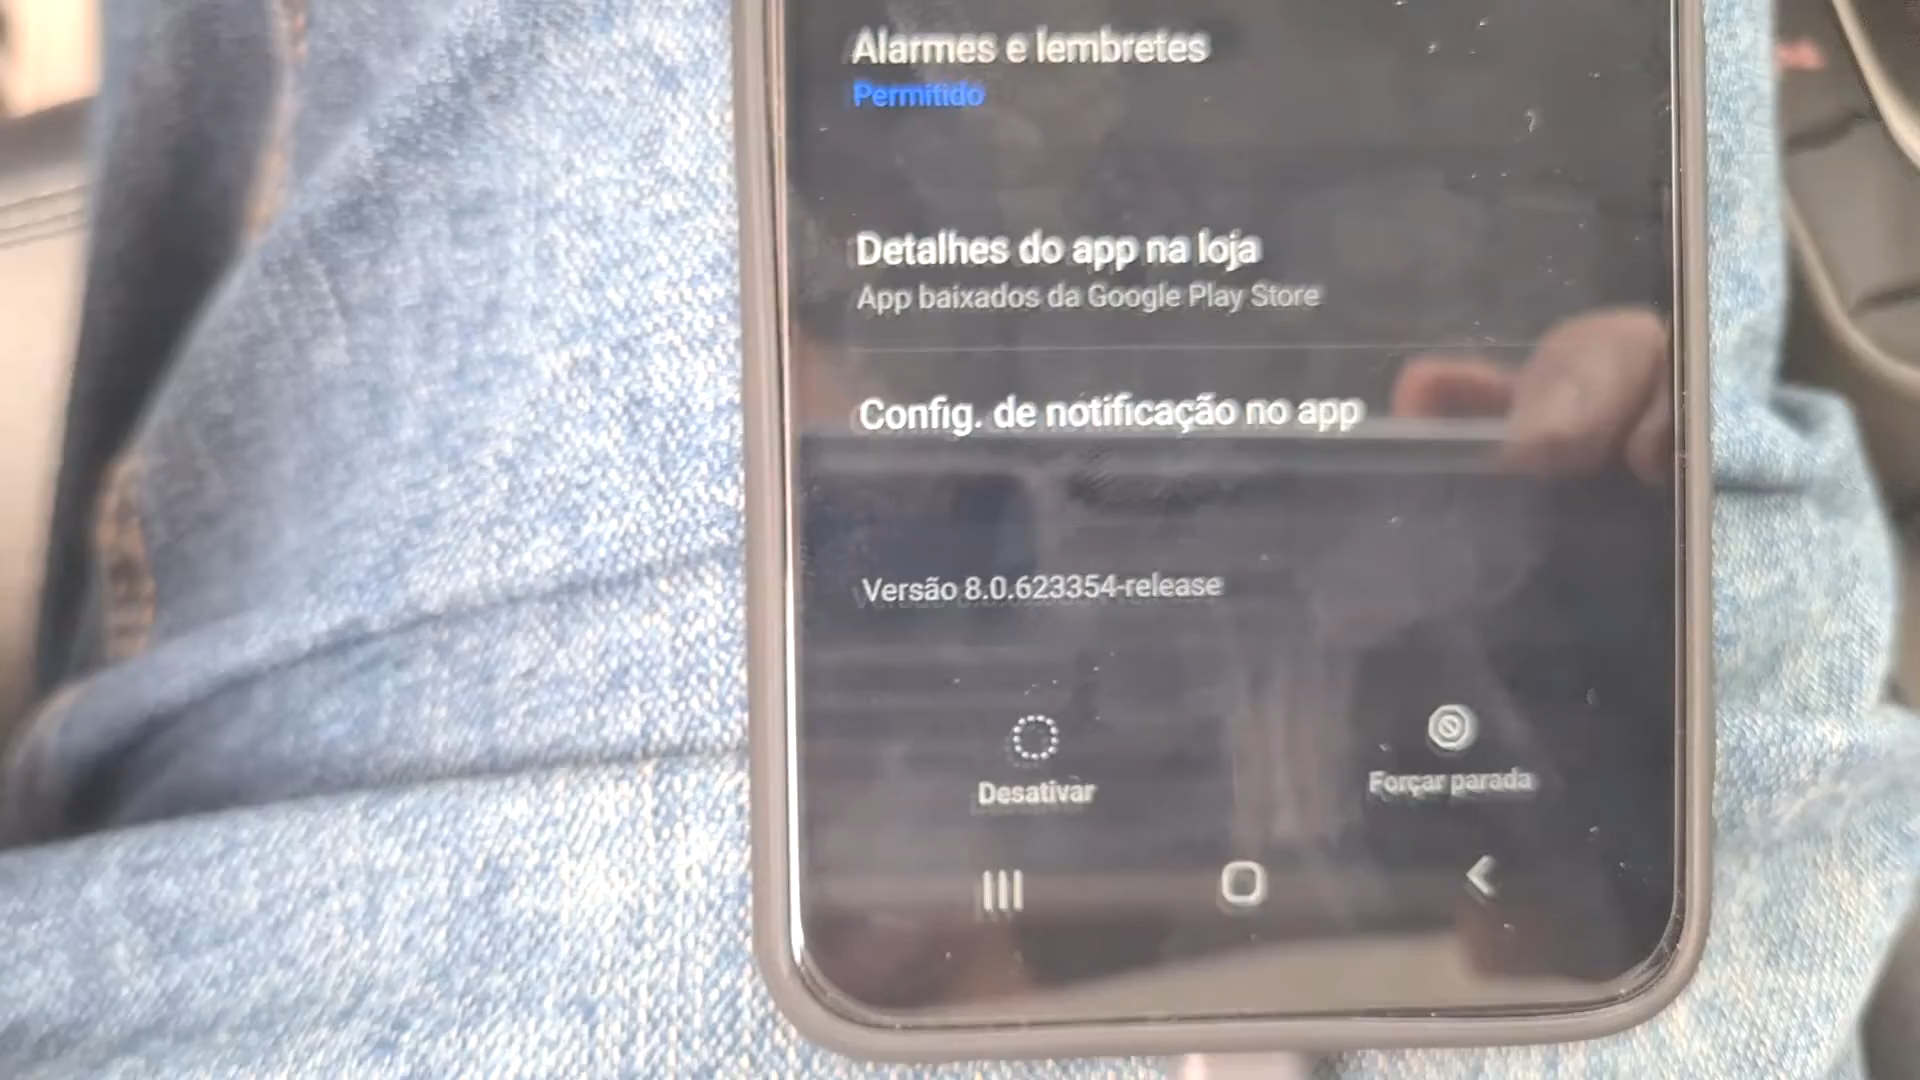 Alarmes e lembretes
Permitido
Detalhes do app na loja
App baixados da Google Play Store
Config. de notificação no app
Versão 8.0.623354-release
Desativar
Forçar parada